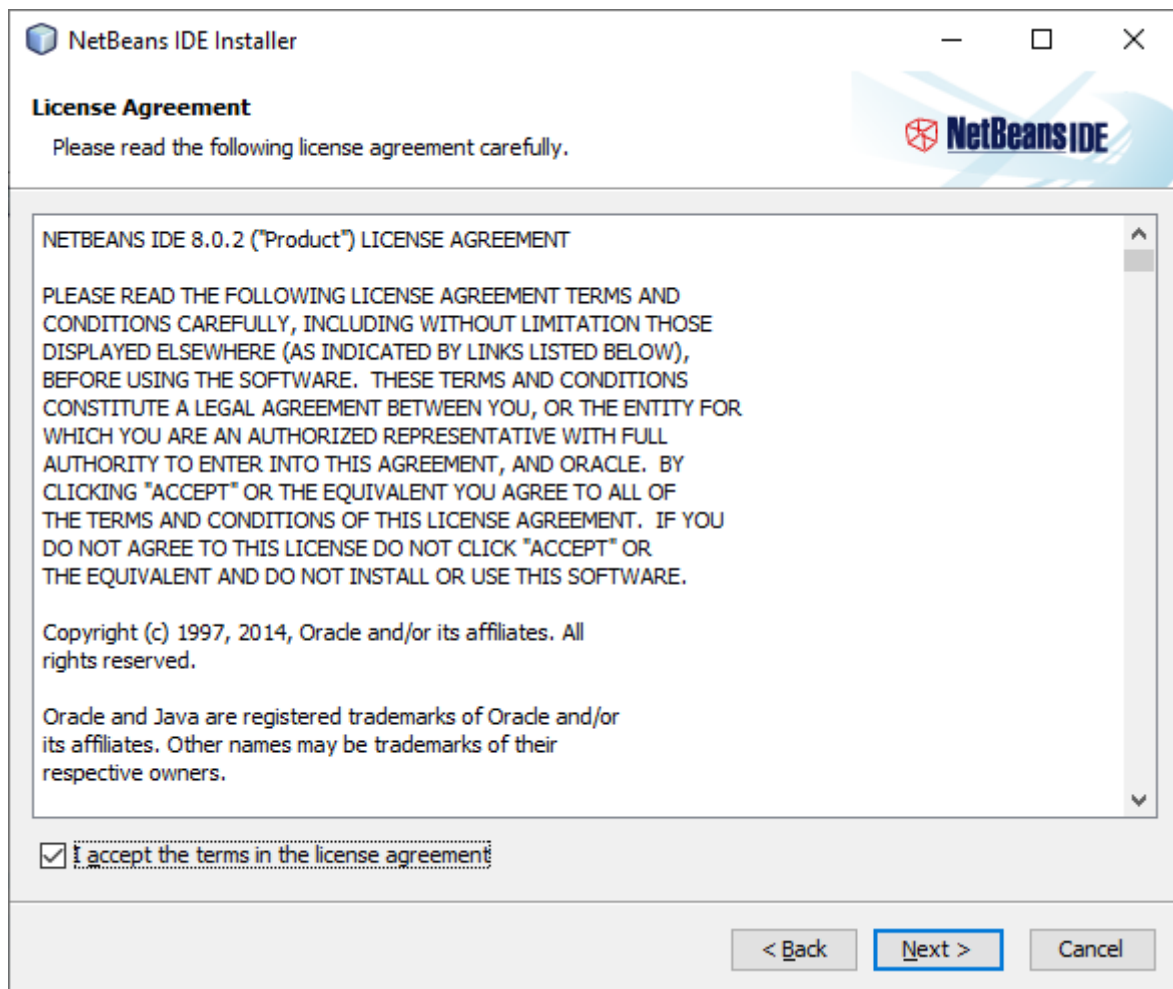 NetBeans IDE Installer
License Agreement
Please read the following license agreement carefully.
NetBeans IDE
NETBEANS IDE 8.0.2 ("Product") LICENSE AGREEMENT
PLEASE READ THE FOLLOWING LICENSE AGREEMENT TERMS AND
CONDITIONS CAREFULLY, INCLUDING WITHOUT LIMITATION THOSE
DISPLAYED ELSEWHERE (AS INDICATED BY LINKS LISTED BELOW),
BEFORE USING THE SOFTWARE.  THESE TERMS AND CONDITIONS
CONSTITUTE A LEGAL AGREEMENT BETWEEN YOU, OR THE ENTITY FOR
WHICH YOU ARE AN AUTHORIZED REPRESENTATIVE WITH FULL
AUTHORITY TO ENTER INTO THIS AGREEMENT, AND ORACLE.  BY
CLICKING "ACCEPT" OR THE EQUIVALENT YOU AGREE TO ALL OF
THE TERMS AND CONDITIONS OF THIS LICENSE AGREEMENT.  IF YOU
DO NOT AGREE TO THIS LICENSE DO NOT CLICK "ACCEPT" OR
THE EQUIVALENT AND DO NOT INSTALL OR USE THIS SOFTWARE.
Copyright (c) 1997, 2014, Oracle and/or its affiliates. All
rights reserved.
Oracle and Java are registered trademarks of Oracle and/or
its affiliates. Other names may be trademarks of their
respective owners.
I accept the terms in the license agreement
< Back
Next >
Cancel